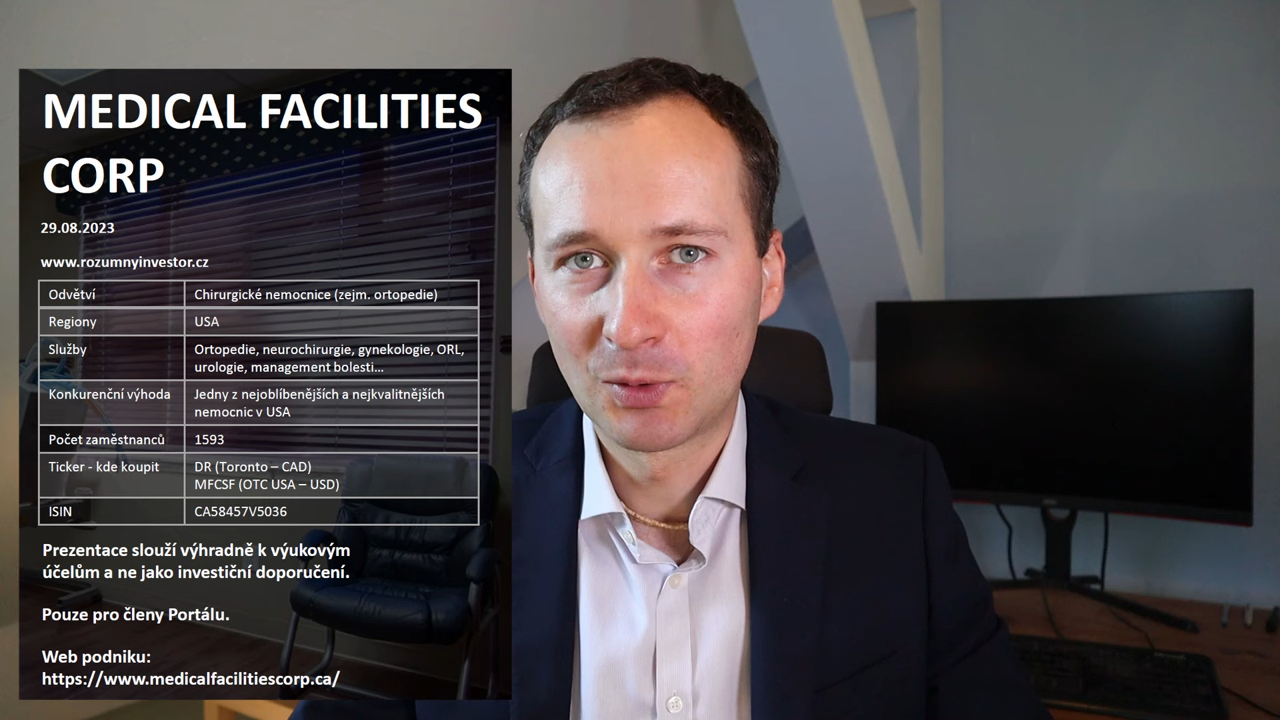 MEDICAL FACILITIES
CORP
29.08.2023
www.rozumnyinvestor.cz
Odvětví Chirurgické nemocnice (zejm. ortopedie)
Regiony USA
Služby Ortopedie, neurochirurgie, gynekologie, ORL,
urologie, management bolesti...
Konkurenční výhoda Jedny z nejoblíbenějších a nejkvalitnějších
nemocnic v USA
Počet zaměstnanců 1593
Ticker - kde koupit DR (Toronto – CAD)
MFCSF (OTC USA – USD)
ISIN CA58457V5036
Prezentace slouží výhradně k výukovým
účelům a ne jako investiční doporučení.
Pouze pro členy Portálu.
Web podniku:
https://www.medicalfacilitiescorp.ca/